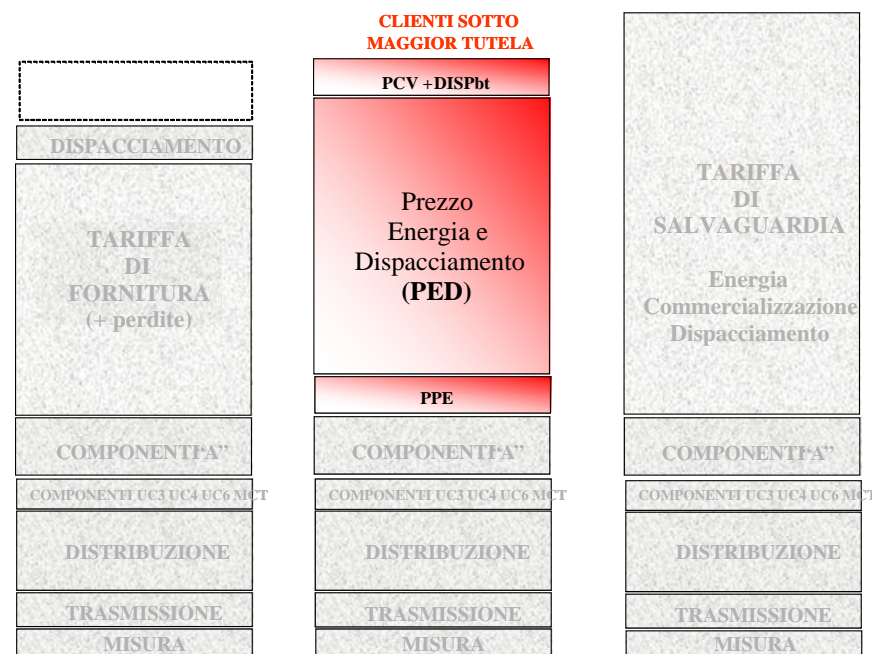 CLIENTI SOTTO
MAGGIOR TUTELA
DISPACCIAMENTO
TARIFFA
DI
FORNITURA
(+ perdite)
COMPONENTI“A”
COMPONENTI UC3 UC4 UC6 MCT
DISTRIBUZIONE
TRASMISSIONE
MISURA
PCV +DISPbt
Prezzo
Energia e
Dispacciamento
(PED)
PPE
COMPONENTI“A”
COMPONENTI UC3 UC4 UC6 MCT
DISTRIBUZIONE
TRASMISSIONE
MISURA
TARIFFA
DI
SALVAGUARDIA
Energia
Commercializzazione
Dispacciamento
COMPONENTI“A”
COMPONENTI UC3 UC4 UC6 MCT
DISTRIBUZIONE
TRASMISSIONE
MISURA